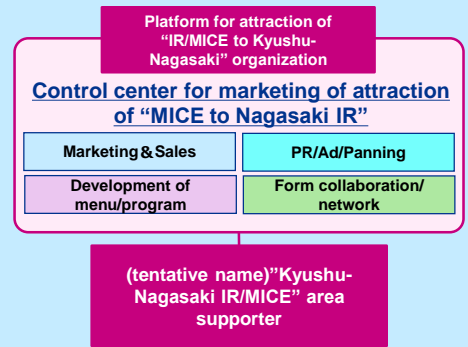 Platform for attraction of
“IR/MICE to Kyushu-
Nagasaki” organization
Control center for marketing of attraction
of “MICE to Nagasaki IR”
Marketing＆Sales
PR/Ad/Panning
Development of
menu/program
Form collaboration/
network
(tentative name)”Kyushu-
Nagasaki IR/MICE” area
supporter